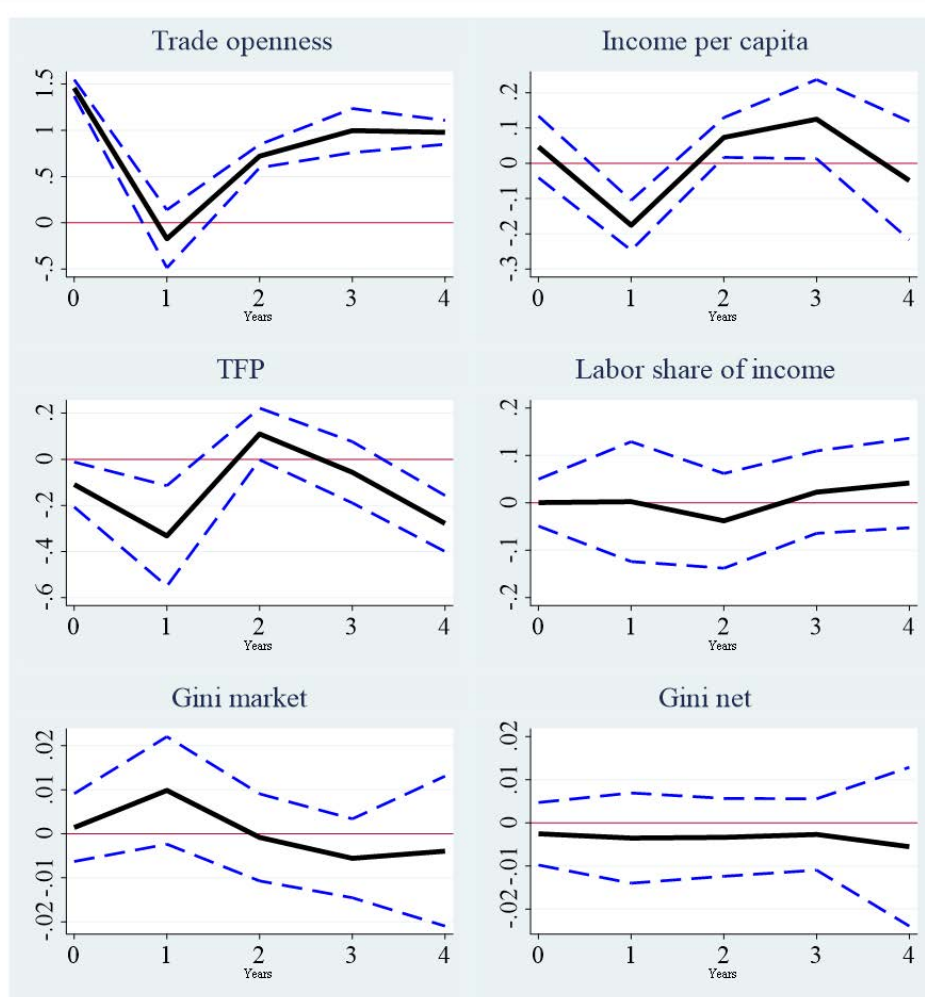 Trade openness
1.5
1
.5
0
-.5
0 1 2 3 4
Years
Income per capita
.2
.1
0
-.1
-.2
-.3
0 1 2 3 4
Years
TFP
.2
0
-.2
-.4
-.6
0 1 2 3 4
Years
Labor share of income
.2
.1
0
-.1
-.2
0 1 2 3 4
Years
Gini market
.02
.01
0
-.01
-.02
0 1 2 3 4
Years
Gini net
.02
.01
0
-.01
-.02
0 1 2 3 4
Years